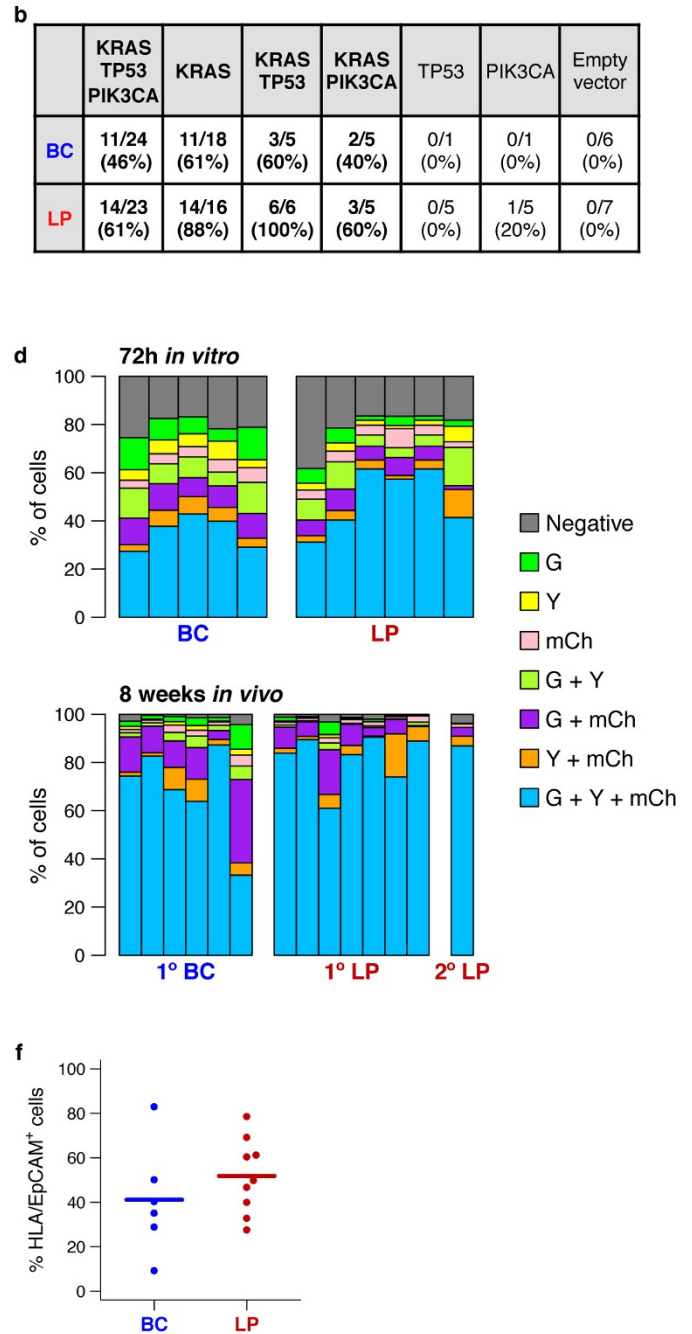 b
KRAS TP53 PIK3CA KRAS KRAS TP53 KRAS PIK3CA TP53 PIK3CA Empty vector
BC 11/24 (46%) 11/18 (61%) 3/5 (60%) 2/5 (40%) 0/1 (0%) 0/1 (0%) 0/6 (0%)
LP 14/23 (61%) 14/16 (88%) 6/6 (100%) 3/5 (60%) 0/5 (0%) 1/5 (20%) 0/7 (0%)
d
72h in vitro
% of cells
100
80
60
40
20
0
BC LP
8 weeks in vivo
% of cells
100
80
60
40
20
0
1º BC 1º LP 2º LP
Negative
G
Y
mCh
G + Y
G + mCh
Y + mCh
G + Y + mCh
f
% HLA/EpCAM⁺ cells
100
80
60
40
20
0
BC LP